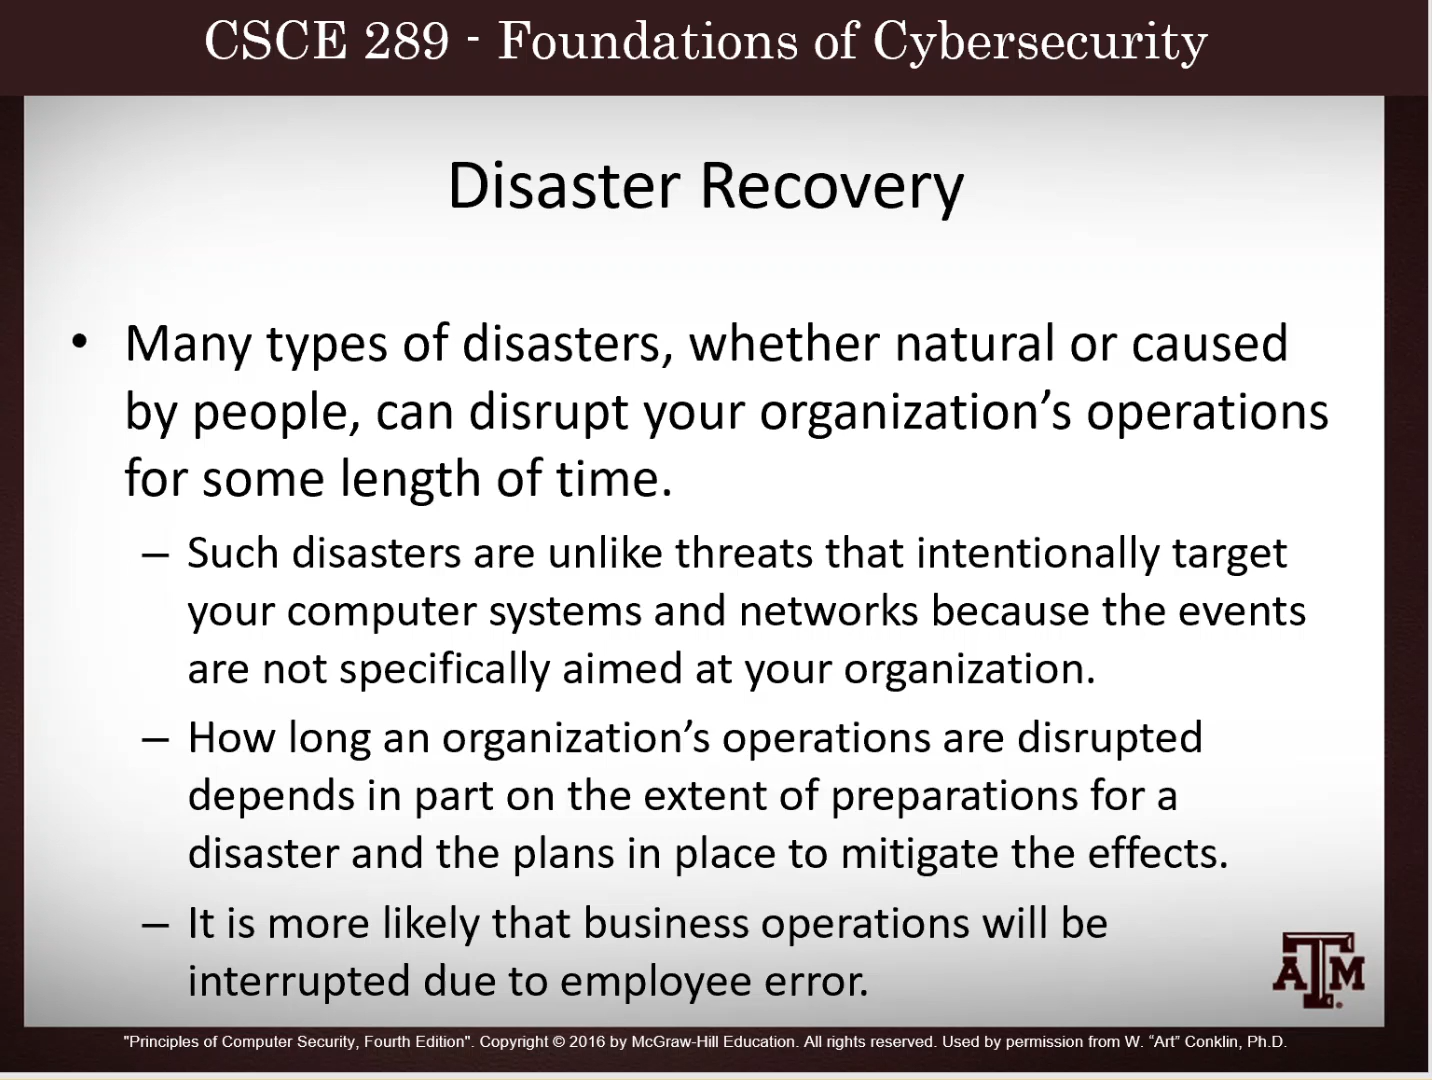 CSCE 289 - Foundations of Cybersecurity
Disaster Recovery
• Many types of disasters, whether natural or caused
by people, can disrupt your organization’s operations
for some length of time.
– Such disasters are unlike threats that intentionally target
your computer systems and networks because the events
are not specifically aimed at your organization.
– How long an organization’s operations are disrupted
depends in part on the extent of preparations for a
disaster and the plans in place to mitigate the effects.
– It is more likely that business operations will be
interrupted due to employee error.
ATM
"Principles of Computer Security, Fourth Edition". Copyright © 2016 by McGraw-Hill Education. All rights reserved. Used by permission from W. “Art” Conklin, Ph.D.